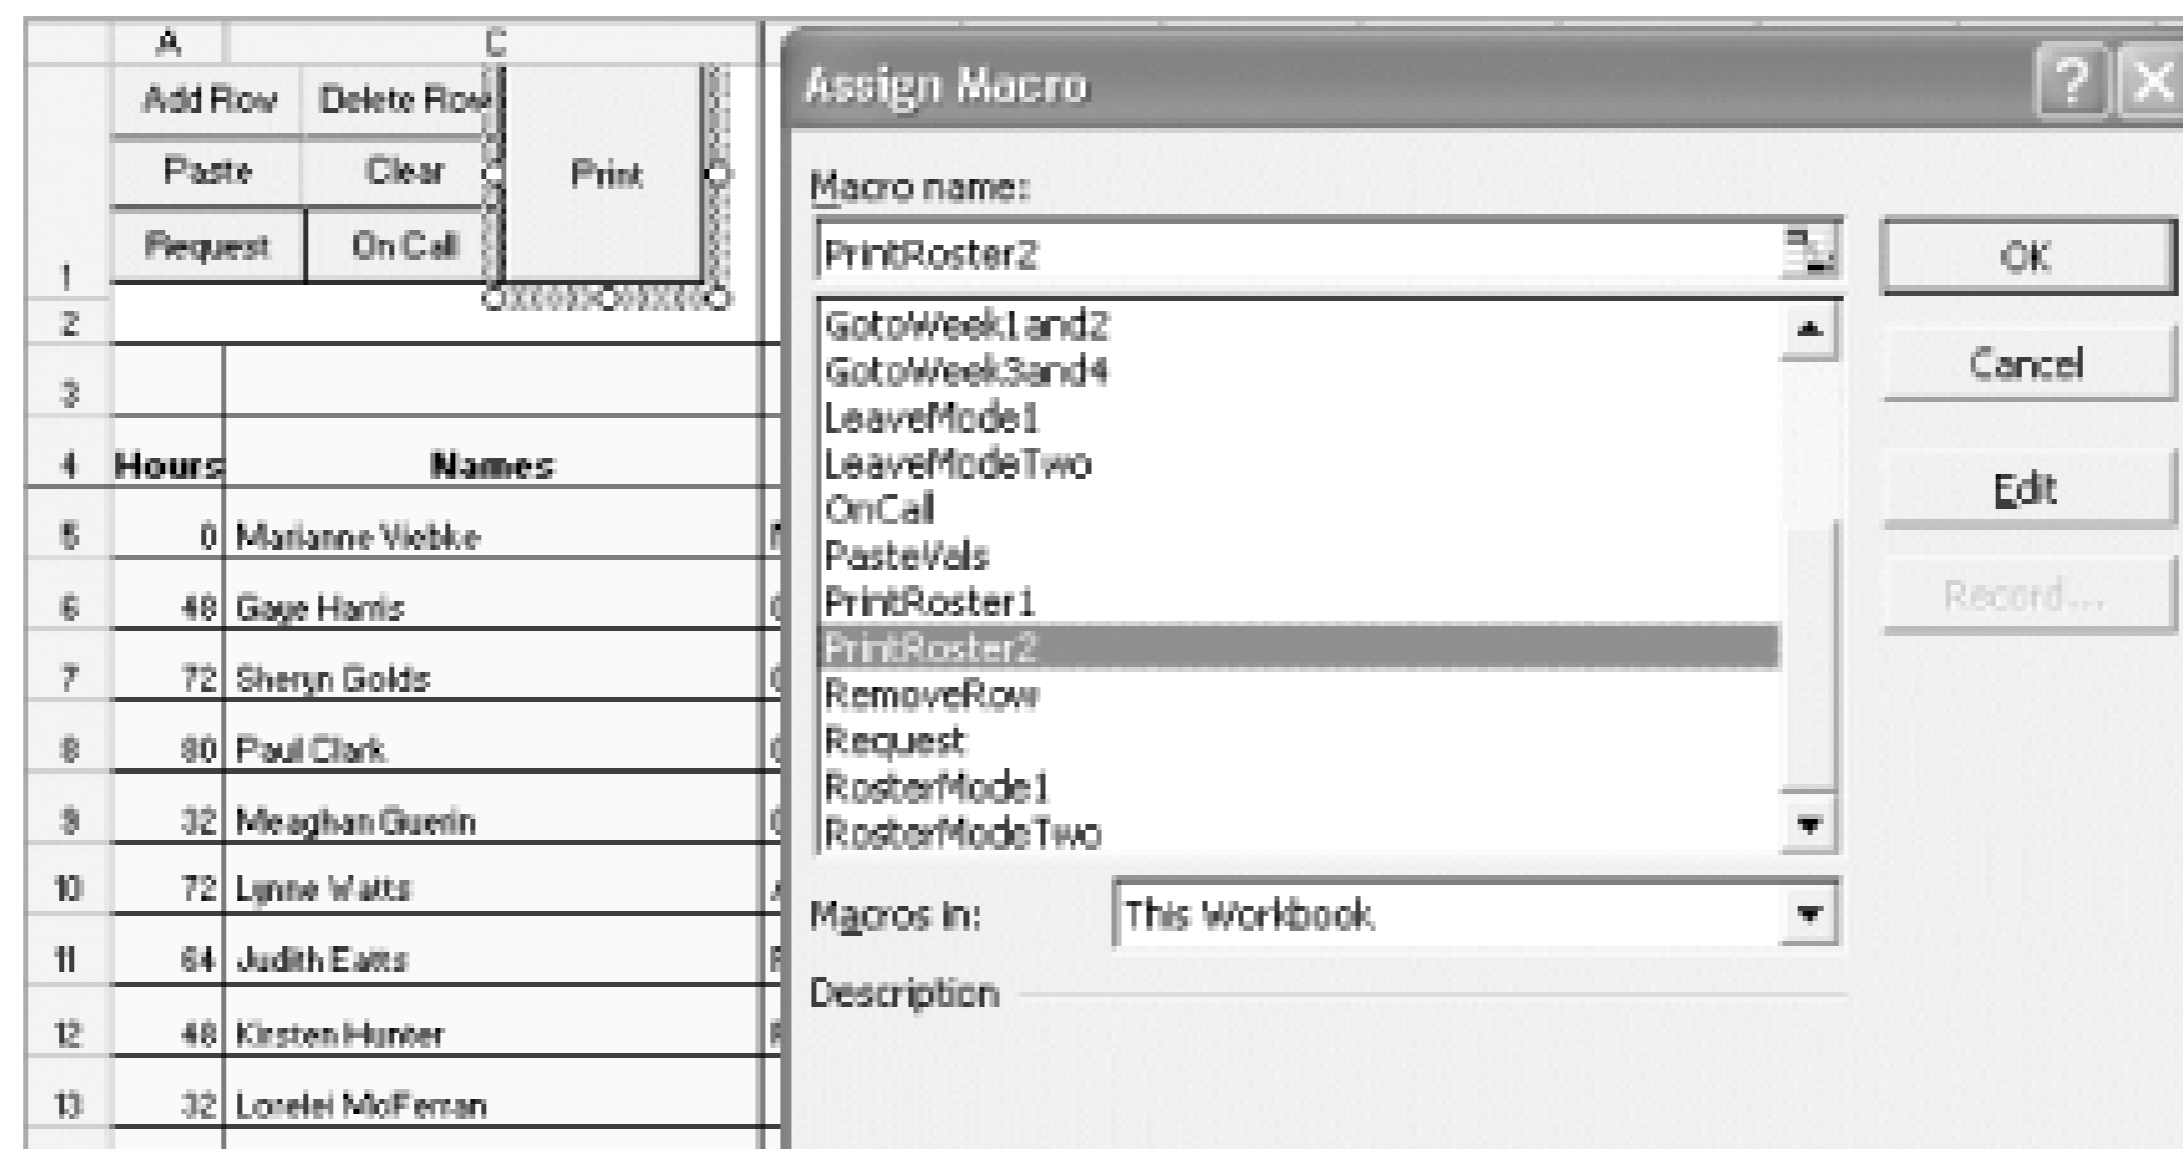 A C
Add Row Delete Row
Paste Clear Print
Request On Call
1
2
3
4 Hours Names
5 0 Marianne Viebke
6 48 Gaye Harris
7 72 Sheryn Golds
8 80 Paul Clark
9 32 Meaghan Guerin
10 72 Lynne Watts
11 64 Judith Eatts
12 48 Kirsten Hunter
13 32 Lorelei McFerran
Assign Macro
Macro name:
PrintRoster2
OK
GotoWeek1and2
GotoWeek3and4
LeaveMode1
LeaveModeTwo
OnCall
PasteVals
PrintRoster1
PrintRoster2
RemoveRow
Request
RosterMode1
RosterModeTwo
Cancel
Edit
Record...
Macros in: This Workbook
Description